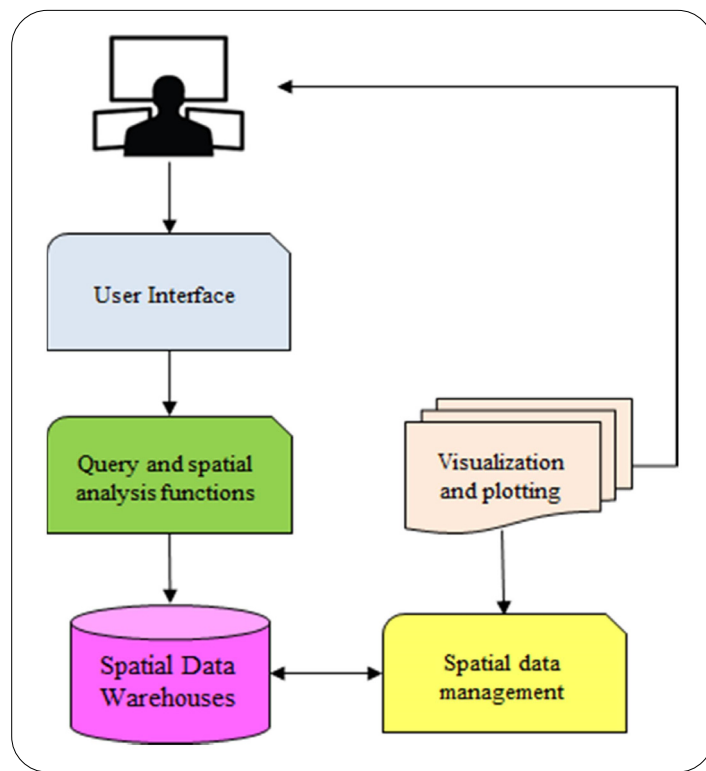 User Interface
Query and spatial
analysis functions
Visualization
and plotting
Spatial Data
Warehouses
Spatial data
management